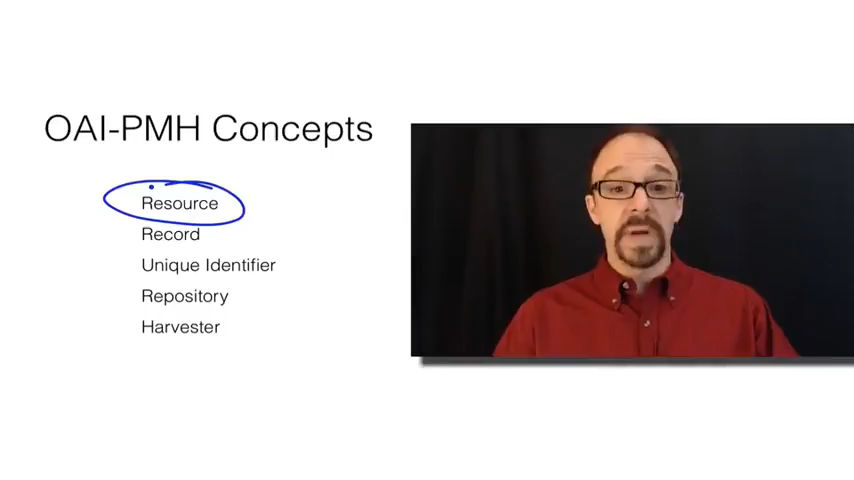 OAI-PMH Concepts
Resource
Record
Unique Identifier
Repository
Harvester